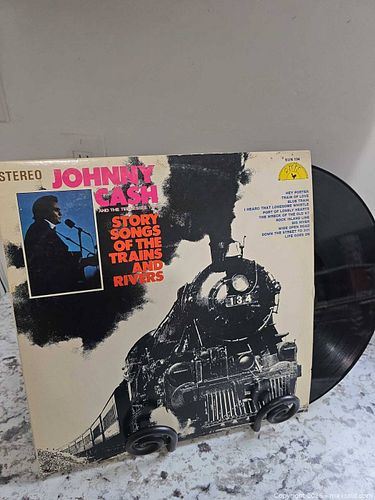 STEREO
JOHNNY
CASH
AND THE TENNESSEE TWO
STORY
SONGS
OF THE
TRAINS
AND
RIVERS
SUN 104
SUN
HEY PORTER
TRAIN OF LOVE
BLUE TRAIN
I HEARD THAT LONESOME WHISTLE
PORT OF LONELY HEARTS
THE WRECK OF THE OLD 97
ROCK ISLAND LINE
BIG RIVER
WIDE OPEN ROAD
DOWN THE STREET TO 301
LIFE GOES ON
134